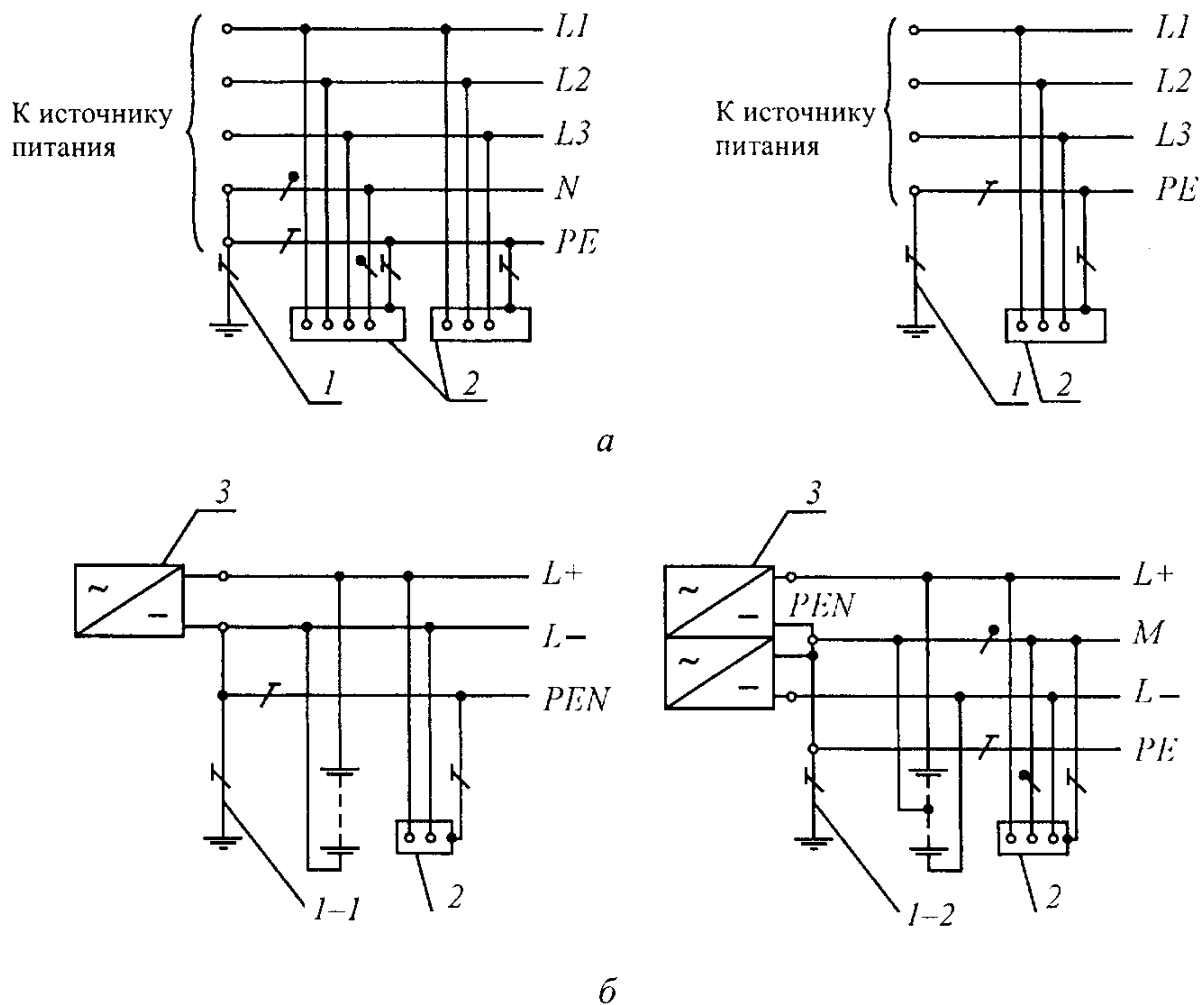 L1
L2
К источнику
питания
L3
N
PE
1
2
L1
L2
К источнику
питания
L3
PE
1
2
а
3
~
−
L+
L−
PEN
1–1
2
3
~
−
~
−
PEN
L+
M
L−
PE
1–2
2
б